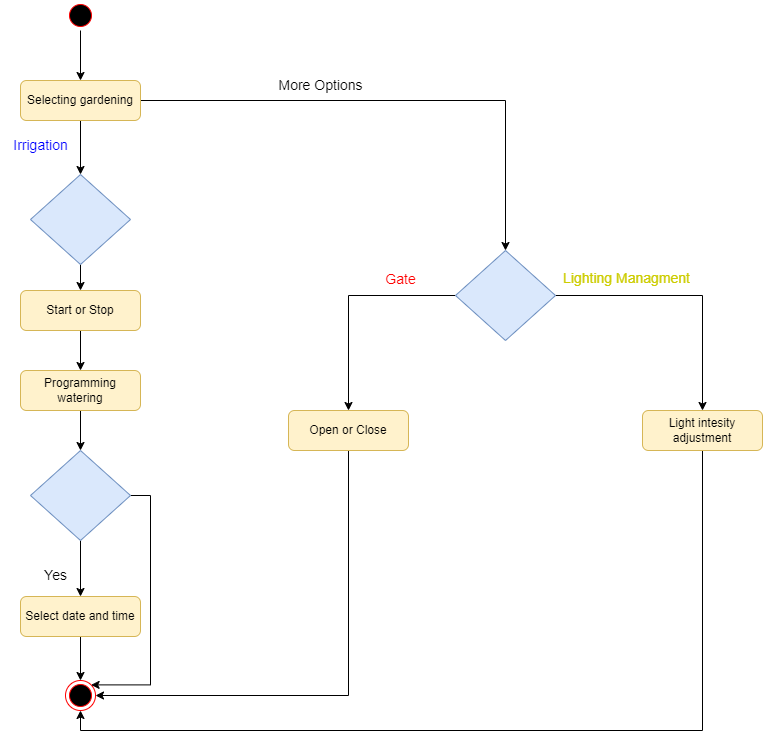 More Options
Selecting gardening
Irrigation
Gate
Lighting Managment
Start or Stop
Programming
watering
Open or Close
Light intesity
adjustment
Yes
Select date and time